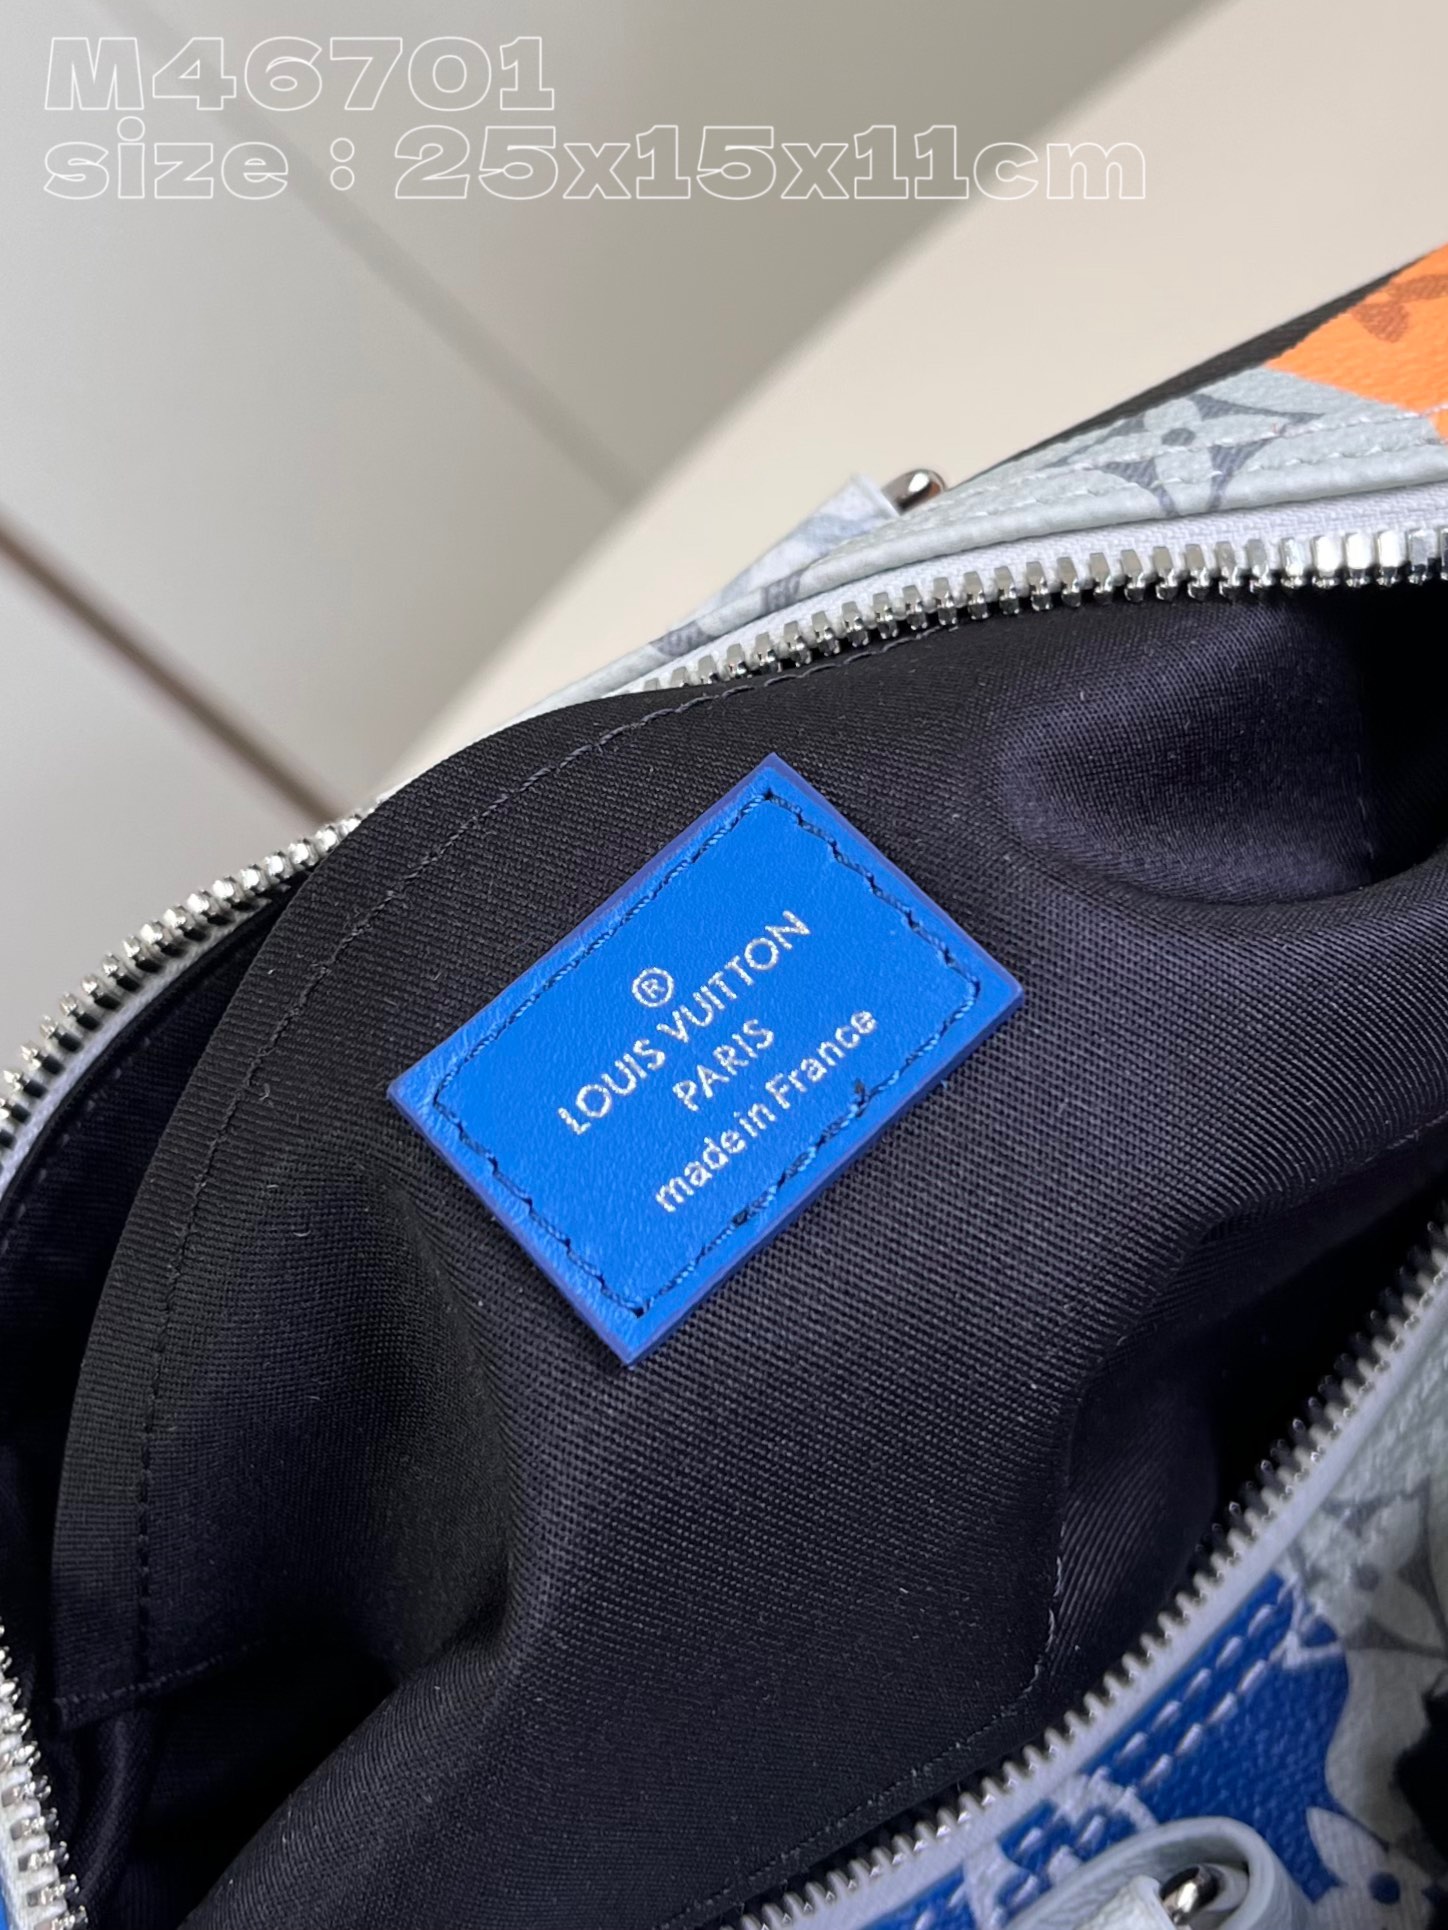 M46701
size : 25x15x11cm
®
LOUIS VUITTON
PARIS
made in France